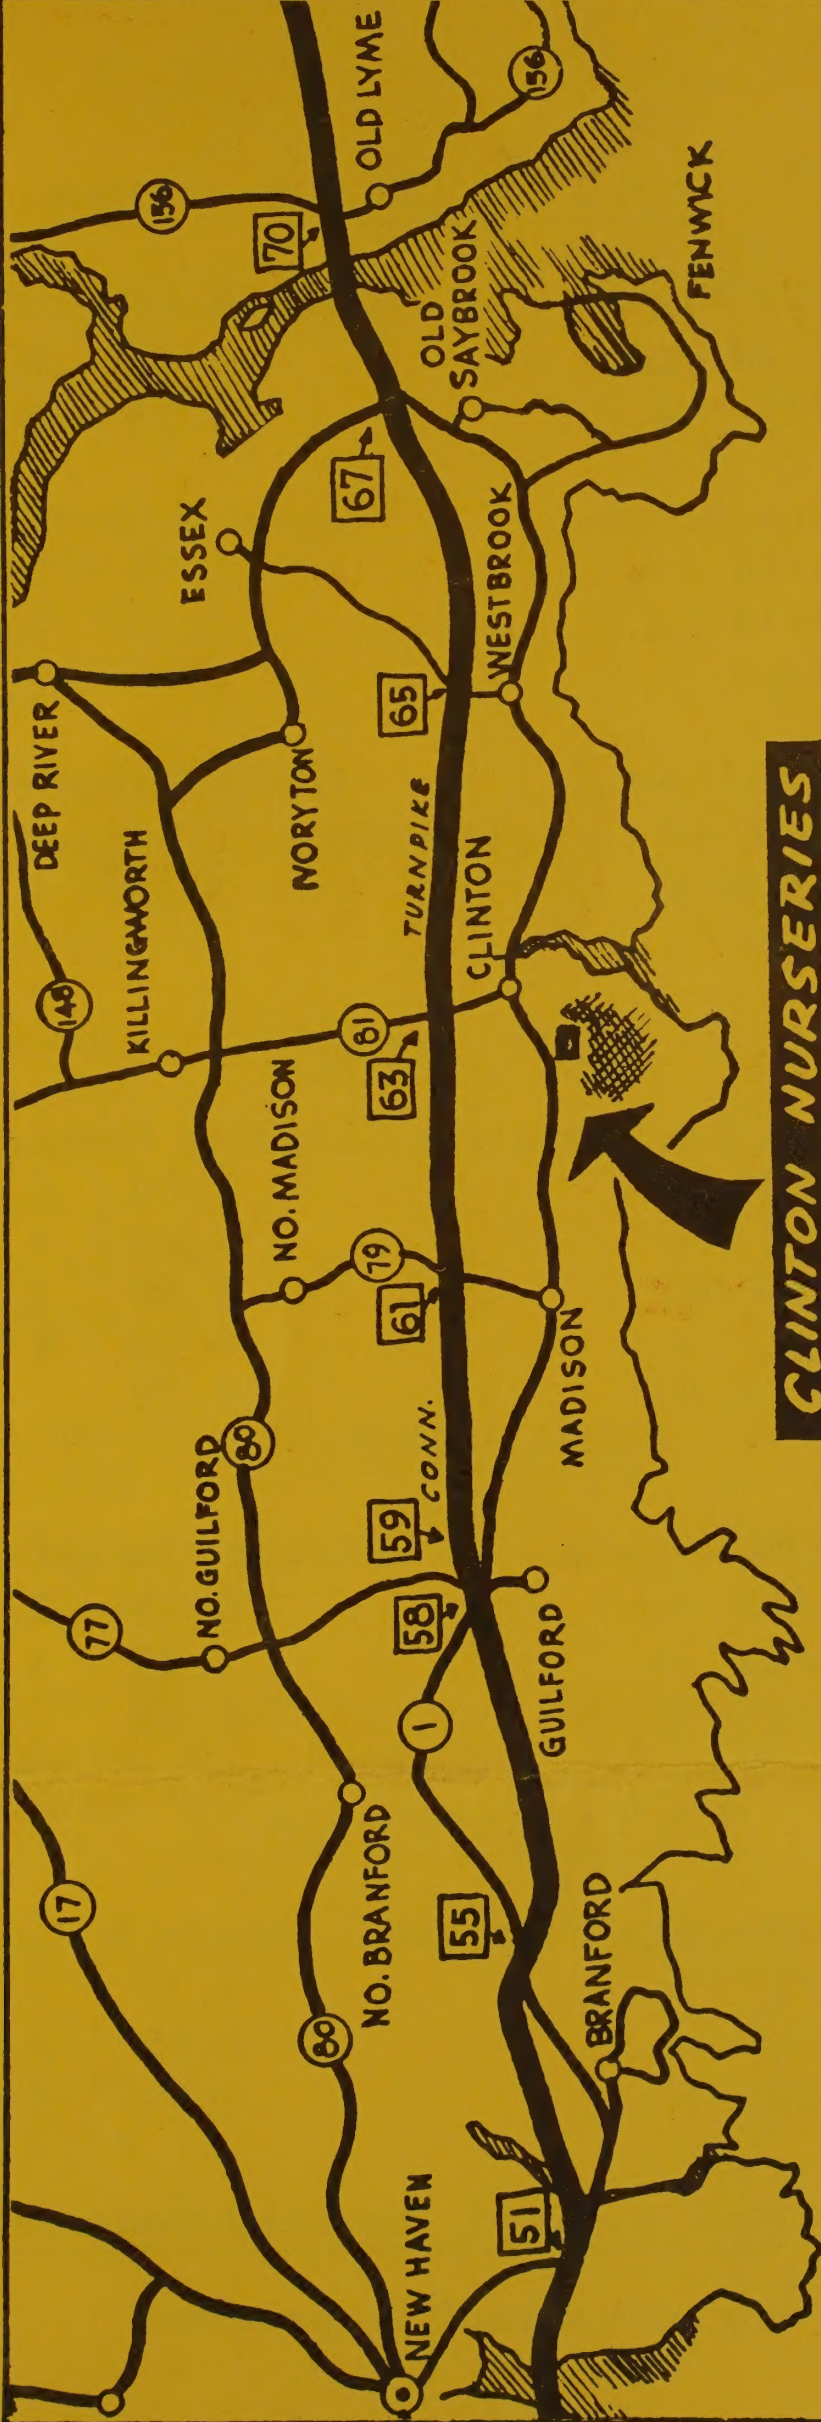 17
77
148
156
DEEP RIVER
ESSEX
KILLINGWORTH
NO. GUILFORD
80
NO. MADISON
IVORYTON
70
OLD LYME
156
80
NO. BRANFORD
79
81
67
OLD
SAYBROOK
NEW HAVEN
1
58
59
61
63
65
CONN.
TURNPIKE
55
51
CLINTON
WESTBROOK
GUILFORD
MADISON
BRANFORD
FENWICK
CLINTON NURSERIES